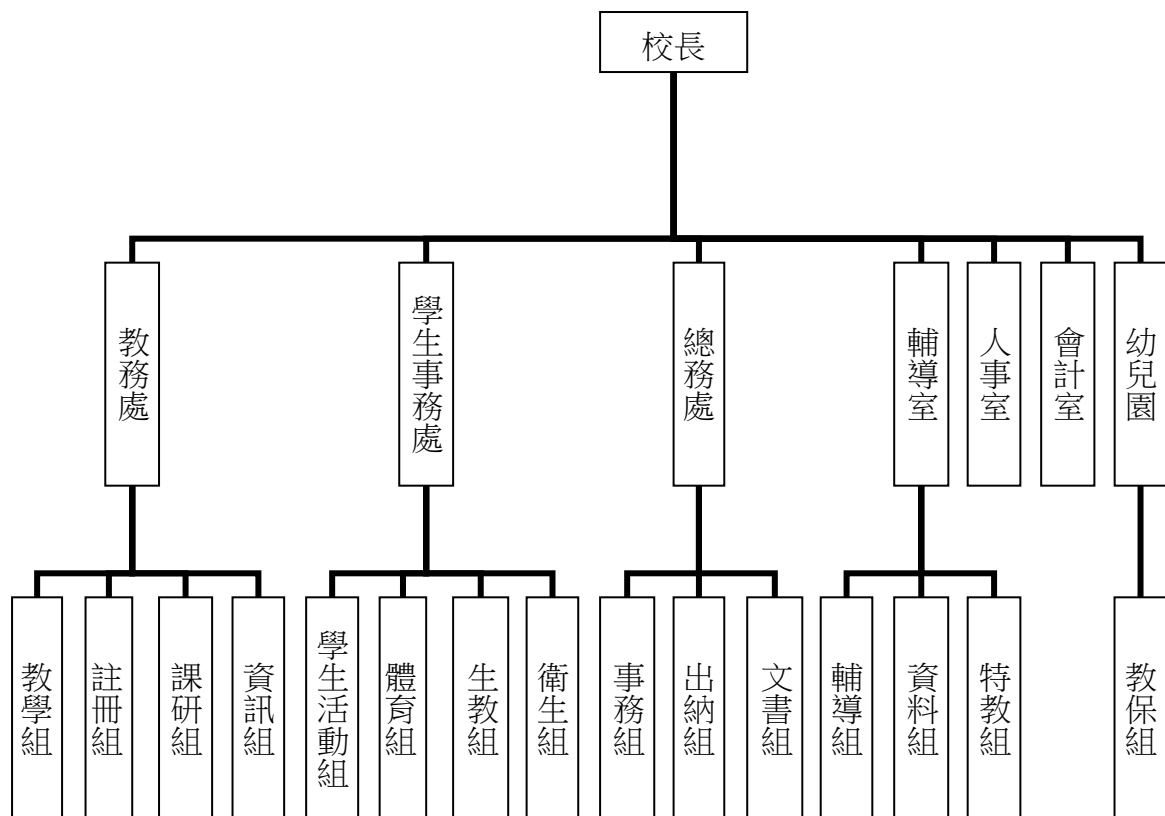 校長
教務處
學生事務處
總務處
輔導室
人事室
會計室
幼兒園
教學組
註冊組
課研組
資訊組
學生活動組
體育組
生教組
衛生組
事務組
出納組
文書組
輔導組
資料組
特教組
教保組